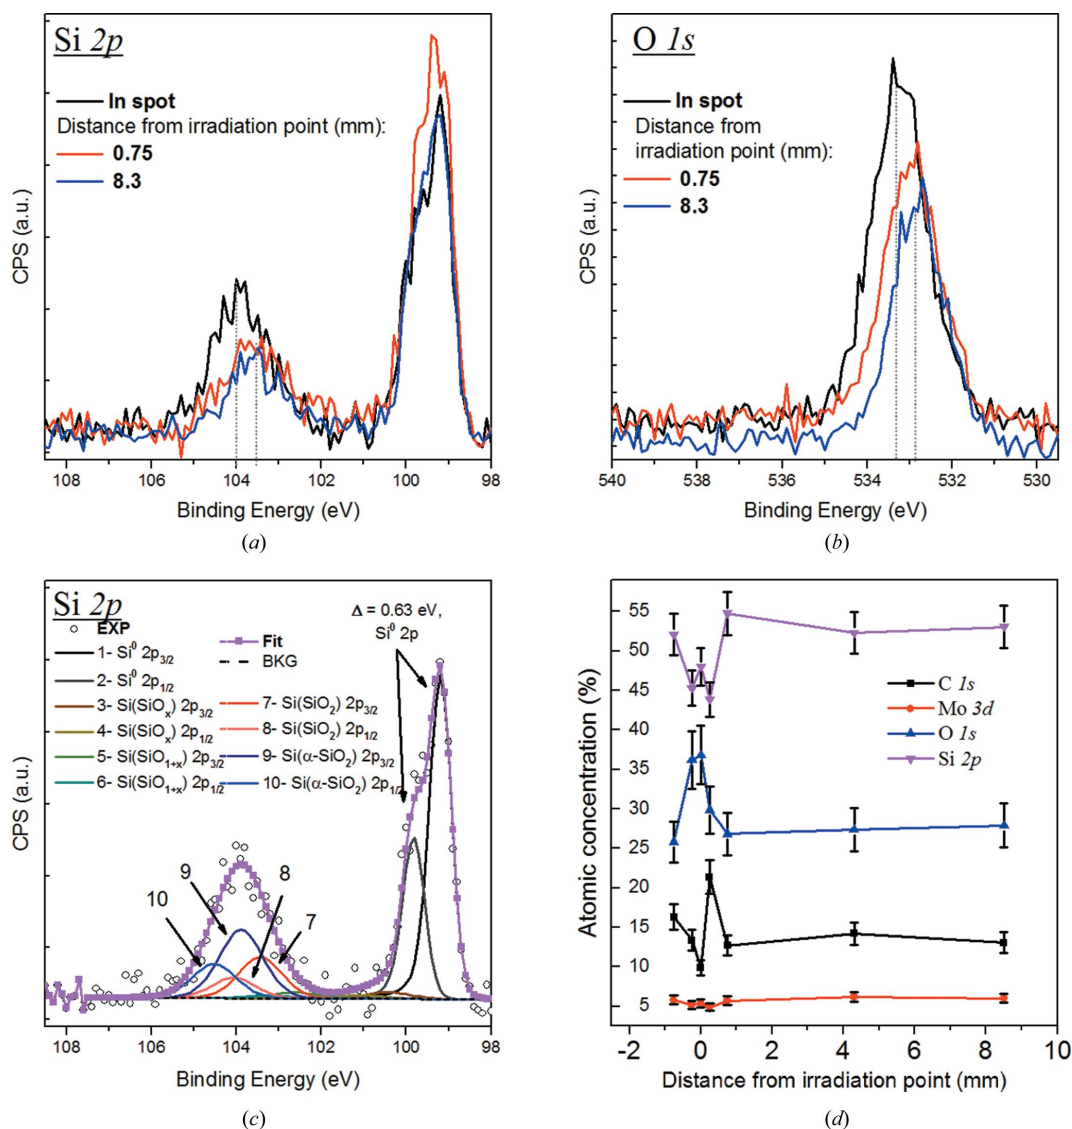 Si 2p
In spot
Distance from irradiation point (mm):
0.75
8.3
CPS (a.u.)
108 106 104 102 100 98
Binding Energy (eV)
(a)
O 1s
In spot
Distance from
irradiation point (mm):
0.75
8.3
CPS (a.u.)
540 538 536 534 532 530
Binding Energy (eV)
(b)
Si 2p
EXP
1- Si⁰ 2p3/2
2- Si⁰ 2p1/2
3- Si(SiOx) 2p3/2
4- Si(SiOx) 2p1/2
5- Si(SiO1+x) 2p3/2
6- Si(SiO1+x) 2p1/2
Fit
BKG
7- Si(SiO2) 2p3/2
8- Si(SiO2) 2p1/2
9- Si(α-SiO2) 2p3/2
10- Si(α-SiO2) 2p1/2
Δ = 0.63 eV,
Si⁰ 2p
9
10
8
7
CPS (a.u.)
108 106 104 102 100 98
Binding Energy (eV)
(c)
55
50
45
40
35
30
25
20
15
10
5
Atomic concentration (%)
C 1s
Mo 3d
O 1s
Si 2p
-2 0 2 4 6 8 10
Distance from irradiation point (mm)
(d)